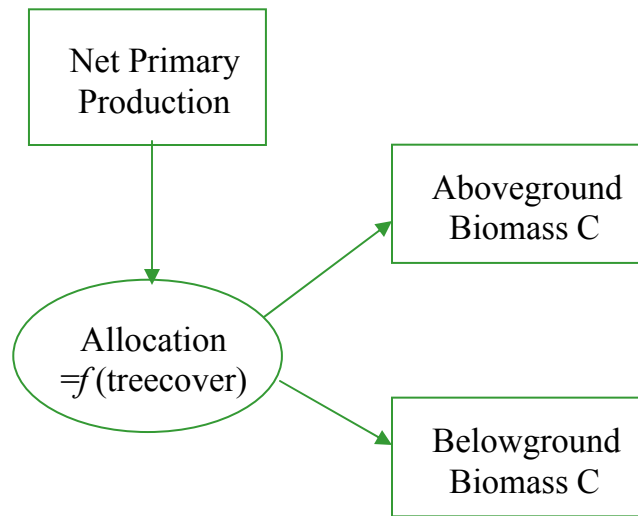 Net Primary
Production
Aboveground
Biomass C
Allocation
=f(treecover)
Belowground
Biomass C